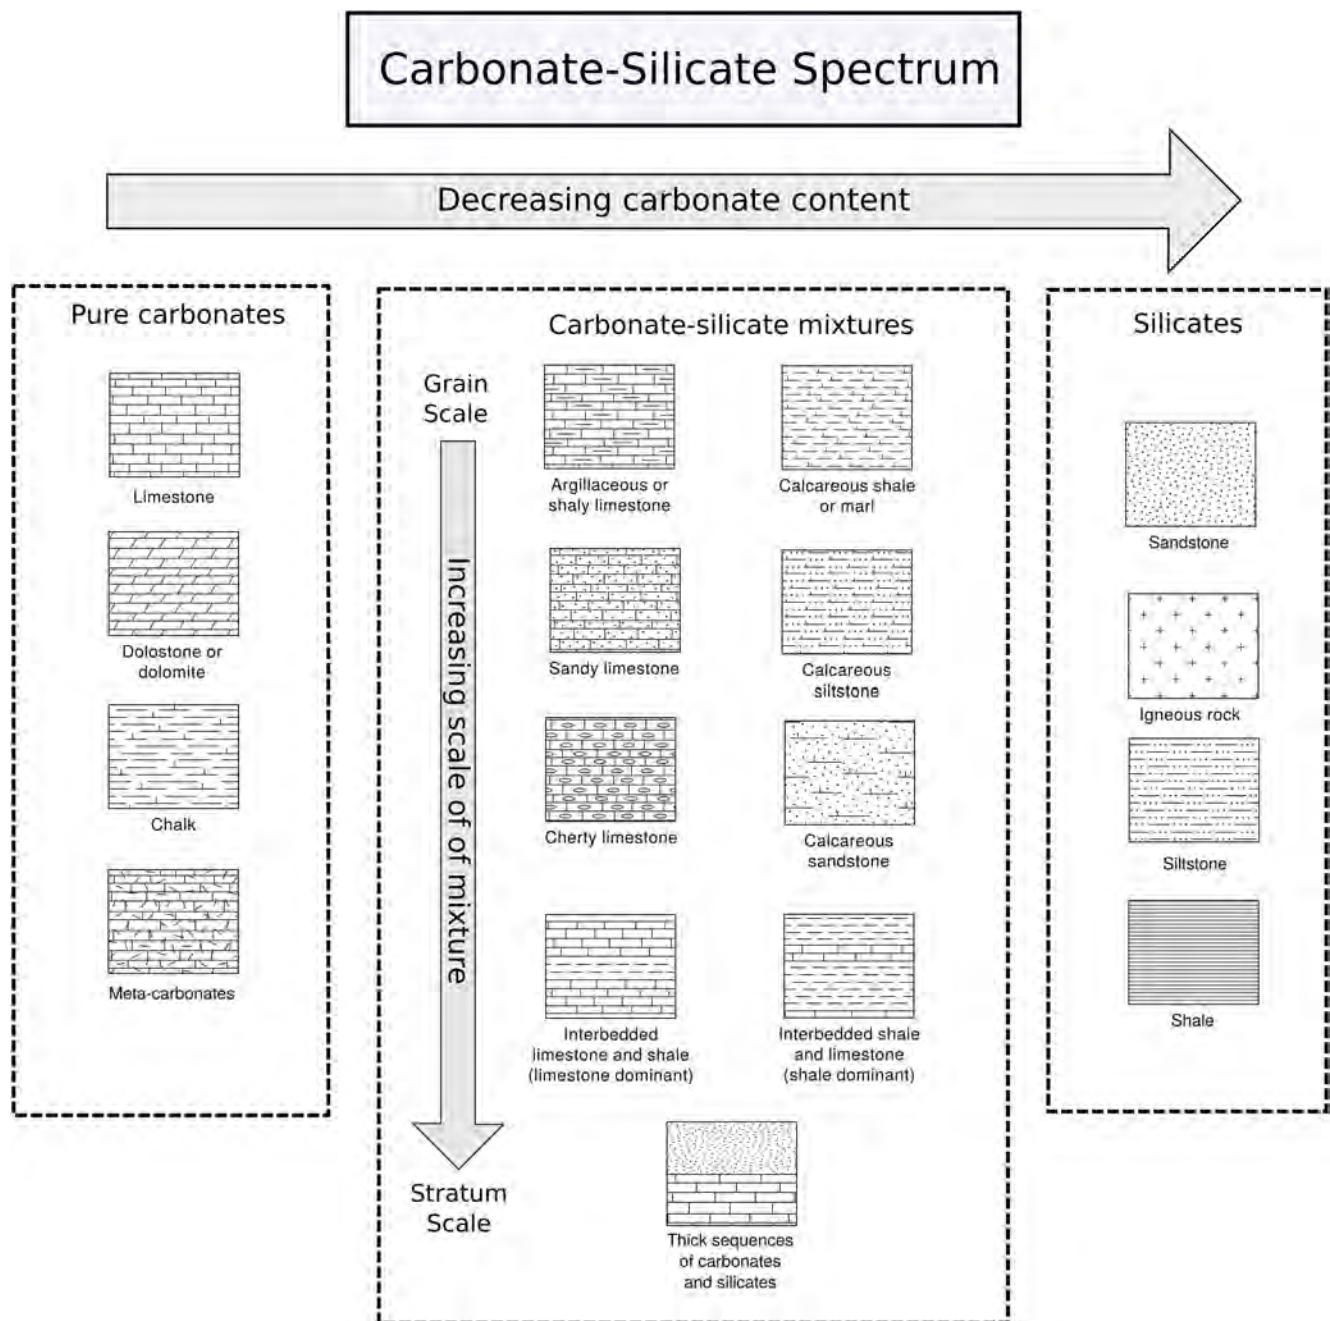 Carbonate-Silicate Spectrum
Decreasing carbonate content
Pure carbonates
Limestone
Dolostone or
dolomite
Chalk
Meta-carbonates
Carbonate-silicate mixtures
Grain
Scale
Increasing scale of of mixture
Stratum
Scale
Argillaceous or
shaly limestone
Calcareous shale
or marl
Sandy limestone
Calcareous
siltstone
Cherty limestone
Calcareous
sandstone
Interbedded
limestone and shale
(limestone dominant)
Interbedded shale
and limestone
(shale dominant)
Thick sequences
of carbonates
and silicates
Silicates
Sandstone
Igneous rock
Siltstone
Shale